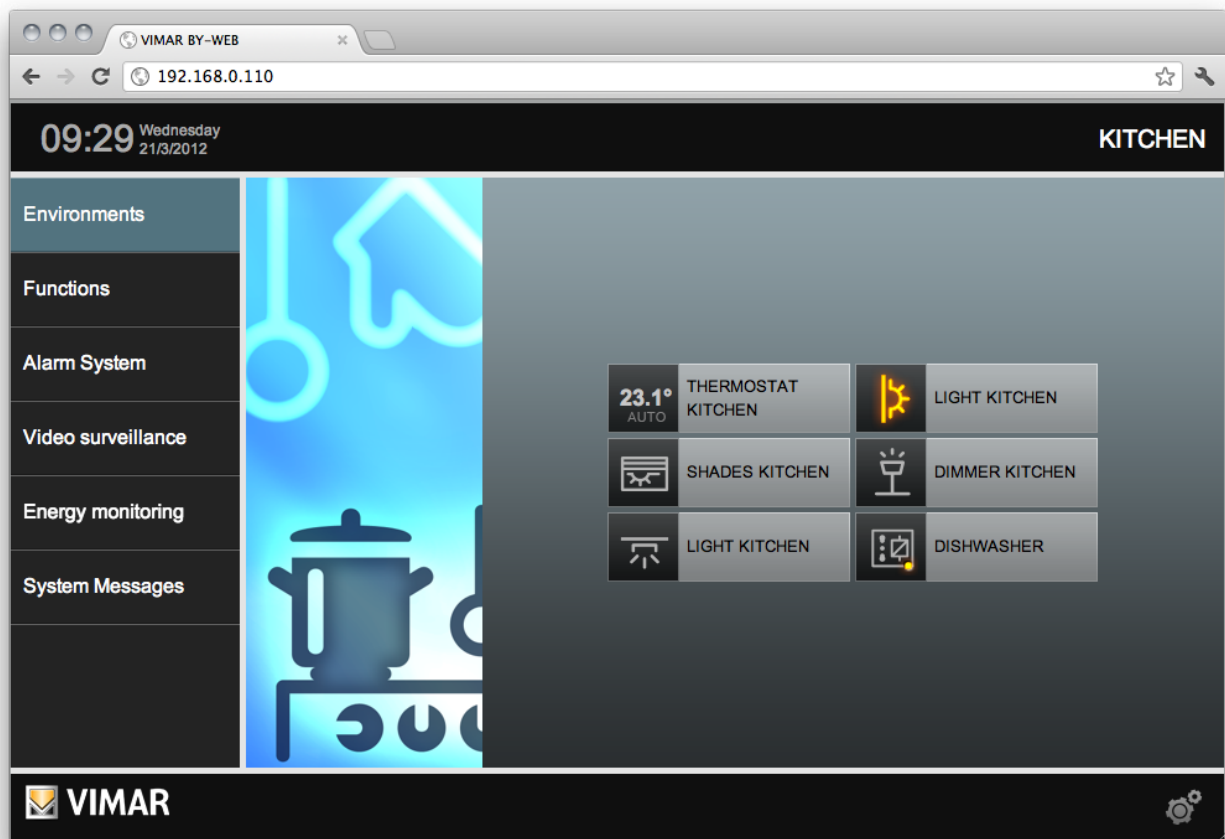 VIMAR BY-WEB
192.168.0.110
09:29 Wednesday
21/3/2012
KITCHEN
Environments
Functions
Alarm System
Video surveillance
Energy monitoring
System Messages
23.1°
AUTO
THERMOSTAT
KITCHEN
LIGHT KITCHEN
SHADES KITCHEN
DIMMER KITCHEN
LIGHT KITCHEN
DISHWASHER
VIMAR